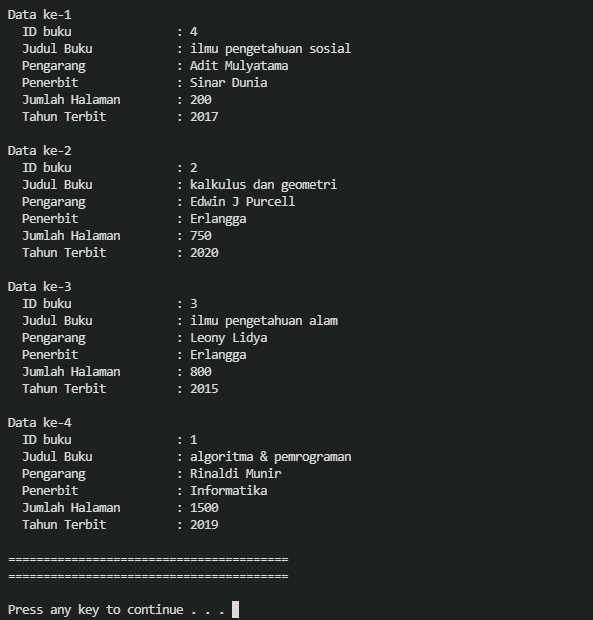 Data ke-1
ID buku : 4
Judul Buku : ilmu pengetahuan sosial
Pengarang : Adit Mulyatama
Penerbit : Sinar Dunia
Jumlah Halaman : 200
Tahun Terbit : 2017
Data ke-2
ID buku : 2
Judul Buku : kalkulus dan geometri
Pengarang : Edwin J Purcell
Penerbit : Erlangga
Jumlah Halaman : 750
Tahun Terbit : 2020
Data ke-3
ID buku : 3
Judul Buku : ilmu pengetahuan alam
Pengarang : Leony Lidya
Penerbit : Erlangga
Jumlah Halaman : 800
Tahun Terbit : 2015
Data ke-4
ID buku : 1
Judul Buku : algoritma & pemrograman
Pengarang : Rinaldi Munir
Penerbit : Informatika
Jumlah Halaman : 1500
Tahun Terbit : 2019
========================================
========================================
Press any key to continue . . .